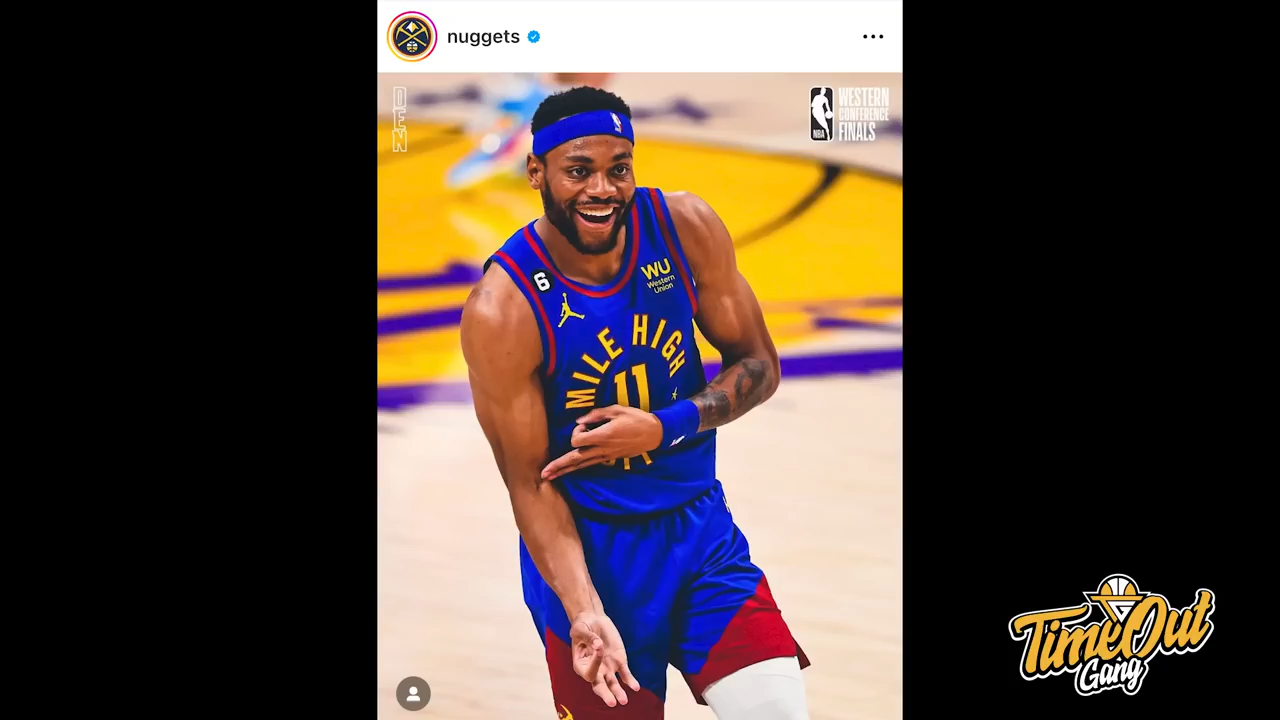 nuggets
DEN
NBA
WESTERN
CONFERENCE
FINALS
6
WU
Western
Union
MILE HIGH
11
TimeOut
Gang